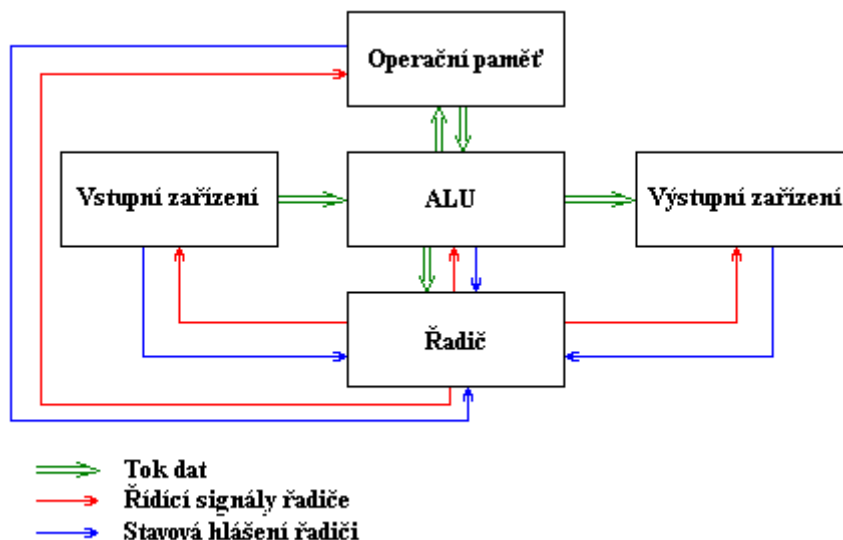 Operační paměť
Vstupní zařízení
ALU
Výstupní zařízení
Řadič
Tok dat
Řídící signály řadiče
Stavová hlášení řadiči